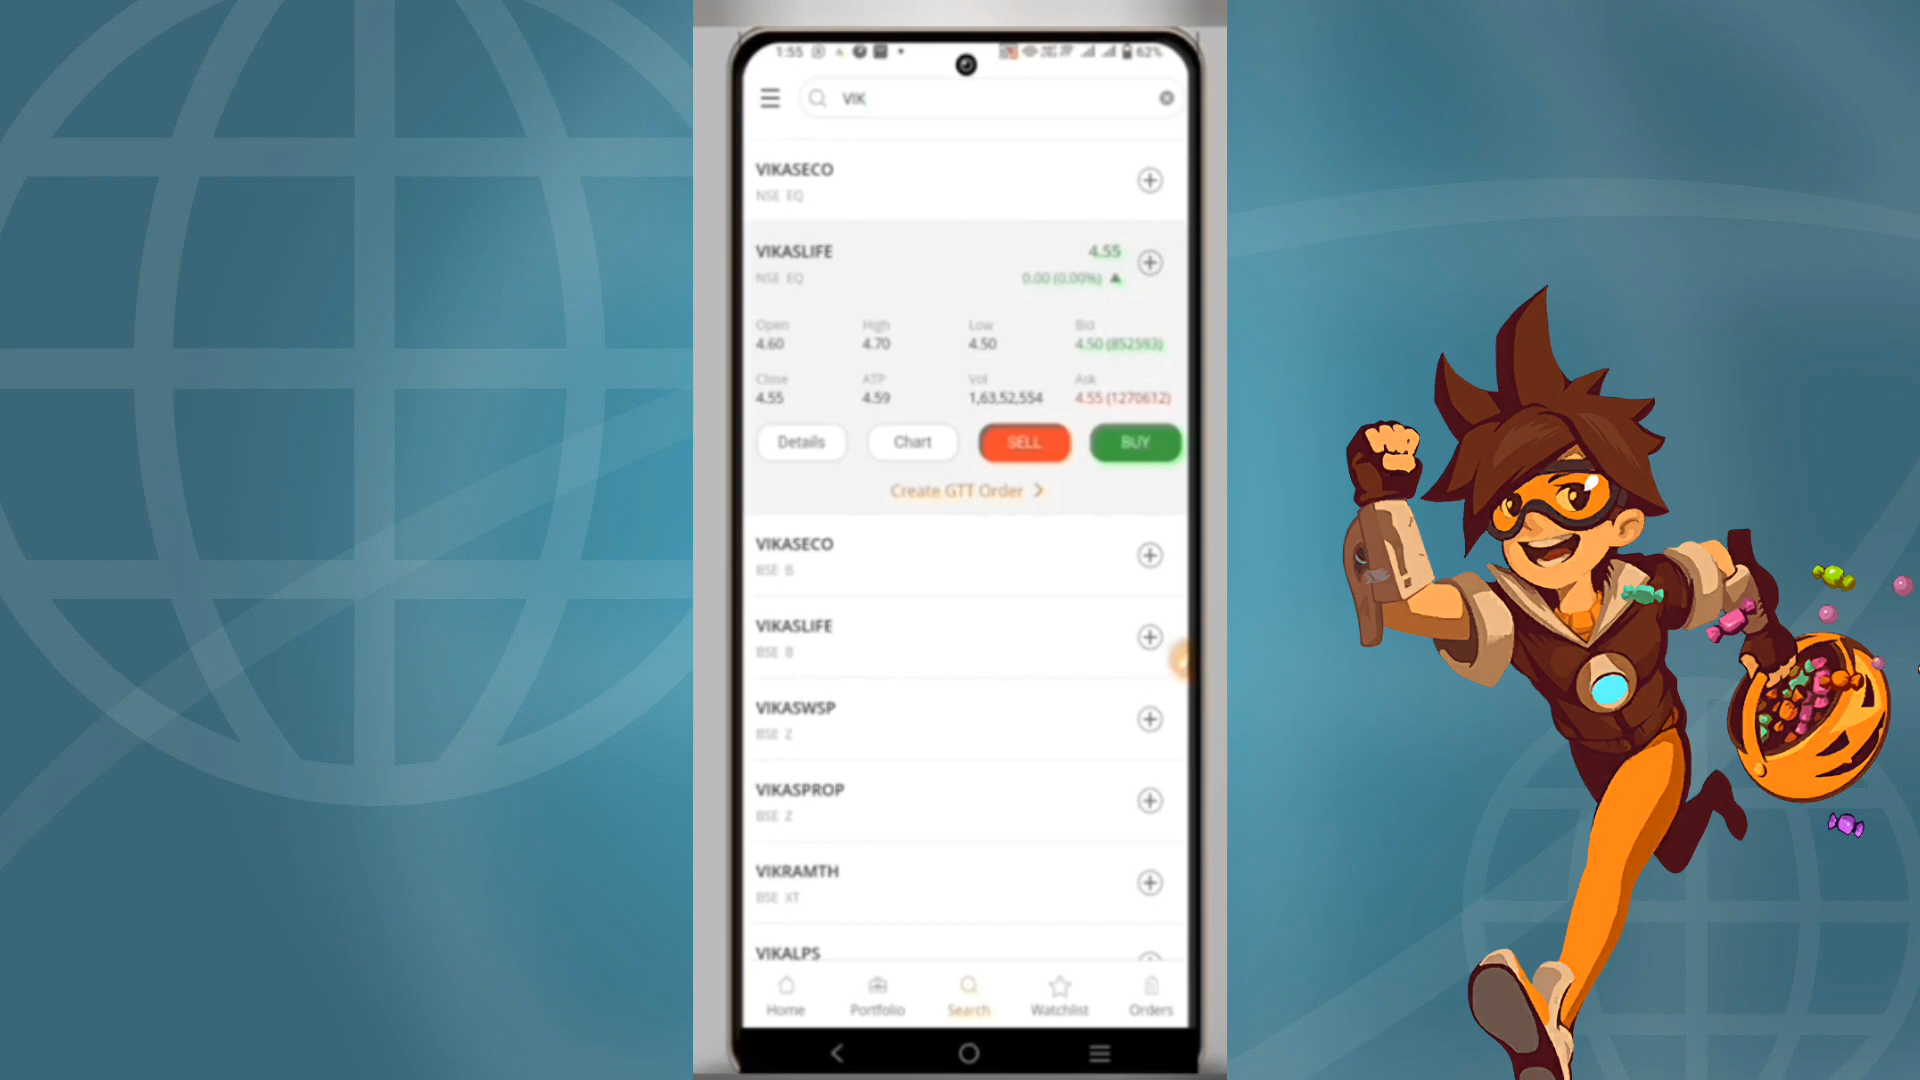 1:55 62%
VIK
VIKASECO
NSE EQ
VIKASLIFE 4.55
NSE EQ 0.00 (0.00%)
Open High Low Bid
4.60 4.70 4.50 4.50 (852593)
Close ATP Vol Ask
4.55 4.59 1,63,52,554 4.55 (1270612)
Details Chart SELL BUY
Create GTT Order
VIKASECO
BSE B
VIKASLIFE
BSE B
VIKASWSP
BSE Z
VIKASPROP
BSE Z
VIKRAMTH
BSE XT
VIKALPS
Home Portfolio Search Watchlist Orders